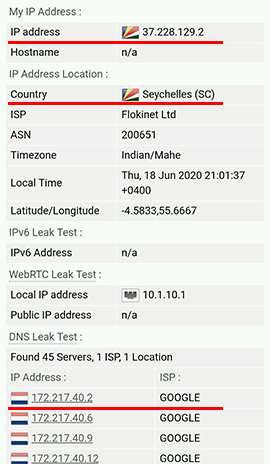 My IP Address :
IP address 37.228.129.2
Hostname n/a
IP Address Location :
Country Seychelles (SC)
ISP Flokinet Ltd
ASN 200651
Timezone Indian/Mahe
Local Time Thu, 18 Jun 2020 21:01:37
+0400
Latitude/Longitude -4.5833,55.6667
IPv6 Leak Test :
IPv6 Address n/a
WebRTC Leak Test :
Local IP address 10.1.10.1
Public IP address n/a
DNS Leak Test :
Found 45 Servers, 1 ISP, 1 Location
IP Address : ISP :
172.217.40.2 GOOGLE
172.217.40.6 GOOGLE
172.217.40.9 GOOGLE
172.217.40.12 GOOGLE